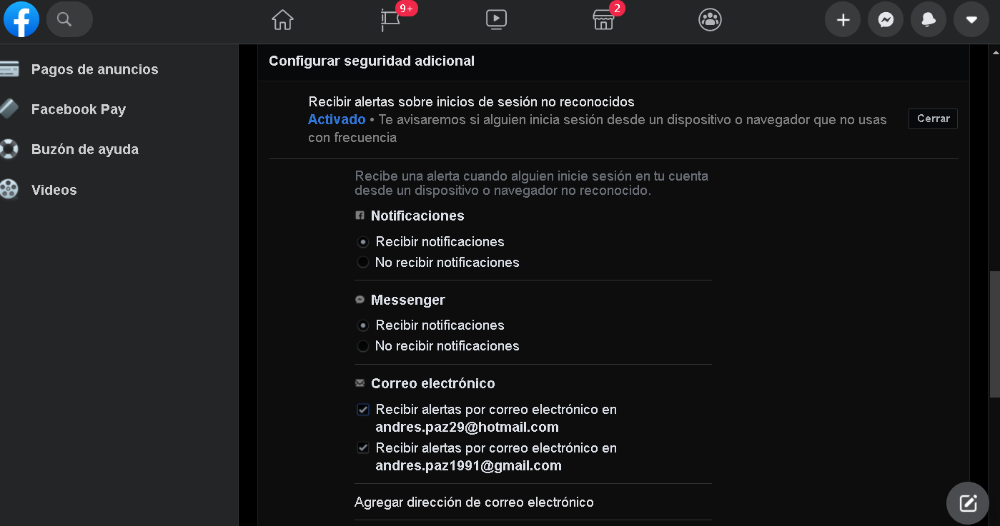 9+
2
Pagos de anuncios
Facebook Pay
Buzón de ayuda
Videos
Configurar seguridad adicional
Recibir alertas sobre inicios de sesión no reconocidos
Activado • Te avisaremos si alguien inicia sesión desde un dispositivo o navegador que no usas
con frecuencia
Cerrar
Recibe una alerta cuando alguien inicie sesión en tu cuenta
desde un dispositivo o navegador no reconocido.
Notificaciones
Recibir notificaciones
No recibir notificaciones
Messenger
Recibir notificaciones
No recibir notificaciones
Correo electrónico
Recibir alertas por correo electrónico en
andres.paz29@hotmail.com
Recibir alertas por correo electrónico en
andres.paz1991@gmail.com
Agregar dirección de correo electrónico